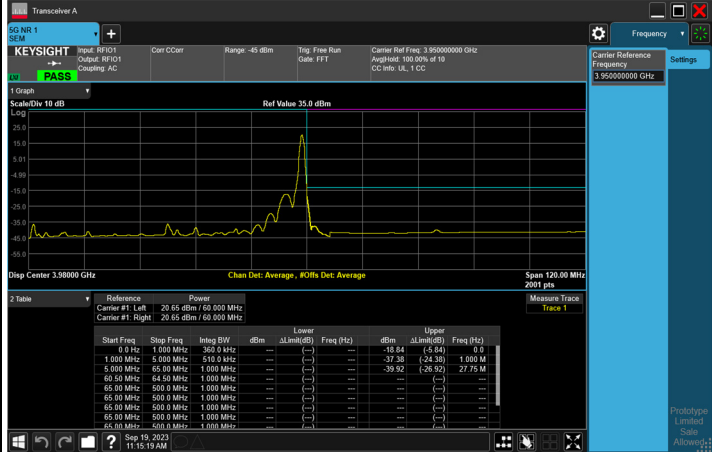 Transceiver A
5G NR 1
SEM
Frequency
KEYSIGHT
Input: RFIO1
Output: RFIO1
Coupling: AC
Corr CCorr
Range: -45 dBm
Trig: Free Run
Gate: FFT
Carrier Ref Freq: 3.950000000 GHz
Avg|Hold: 100.00% of 10
CC Info: UL, 1 CC
PASS
Carrier Reference
Frequency
3.950000000 GHz
Settings
1 Graph
Scale/Div 10 dB
Ref Value 35.0 dBm
Log
25.0
15.0
5.01
-4.99
-15.0
-25.0
-35.0
-45.0
-55.0
Disp Center 3.98000 GHz
Chan Det: Average, #Offs Det: Average
Span 120.00 MHz
2001 pts
2 Table
Reference Power
Carrier #1: Left 20.65 dBm / 60.000 MHz
Carrier #1: Right 20.65 dBm / 60.000 MHz
Measure Trace
Trace 1
Lower Upper
Start Freq Stop Freq Integ BW dBm ΔLimit(dB) Freq (Hz) dBm ΔLimit(dB) Freq (Hz)
0.0 Hz 1.000 MHz 360.0 kHz --- (---) --- -18.84 (-5.84) 0.0
1.000 MHz 5.000 MHz 510.0 kHz --- (---) --- -37.38 (-24.38) 1.000 M
5.000 MHz 65.00 MHz 1.000 MHz --- (---) --- -39.92 (-26.92) 27.75 M
60.50 MHz 64.50 MHz 1.000 MHz --- (---) --- --- (---) ---
65.00 MHz 500.0 MHz 1.000 MHz --- (---) --- --- (---) ---
65.00 MHz 500.0 MHz 1.000 MHz --- (---) --- --- (---) ---
65.00 MHz 500.0 MHz 1.000 MHz --- (---) --- --- (---) ---
65.00 MHz 500.0 MHz 1.000 MHz --- (---) --- --- (---) ---
65.00 MHz 500.0 MHz 1.000 MHz --- (---) --- --- (---) ---
Sep 19, 2023
11:15:19 AM
Prototype
Limited
Sale
Allowed